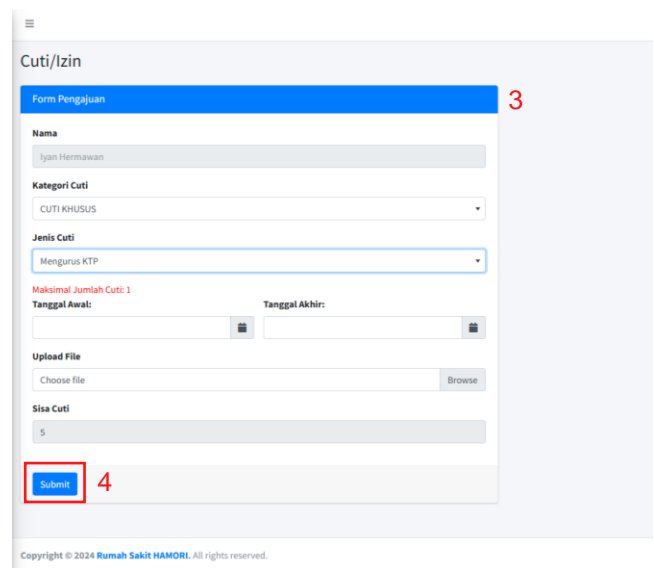 Cuti/Izin
Form Pengajuan
3
Nama
Iyan Hermawan
Kategori Cuti
CUTI KHUSUS
Jenis Cuti
Mengurus KTP
Maksimal Jumlah Cuti: 1
Tanggal Awal: Tanggal Akhir:
Upload File
Choose file Browse
Sisa Cuti
5
Submit 4
Copyright © 2024 Rumah Sakit HAMORI. All rights reserved.